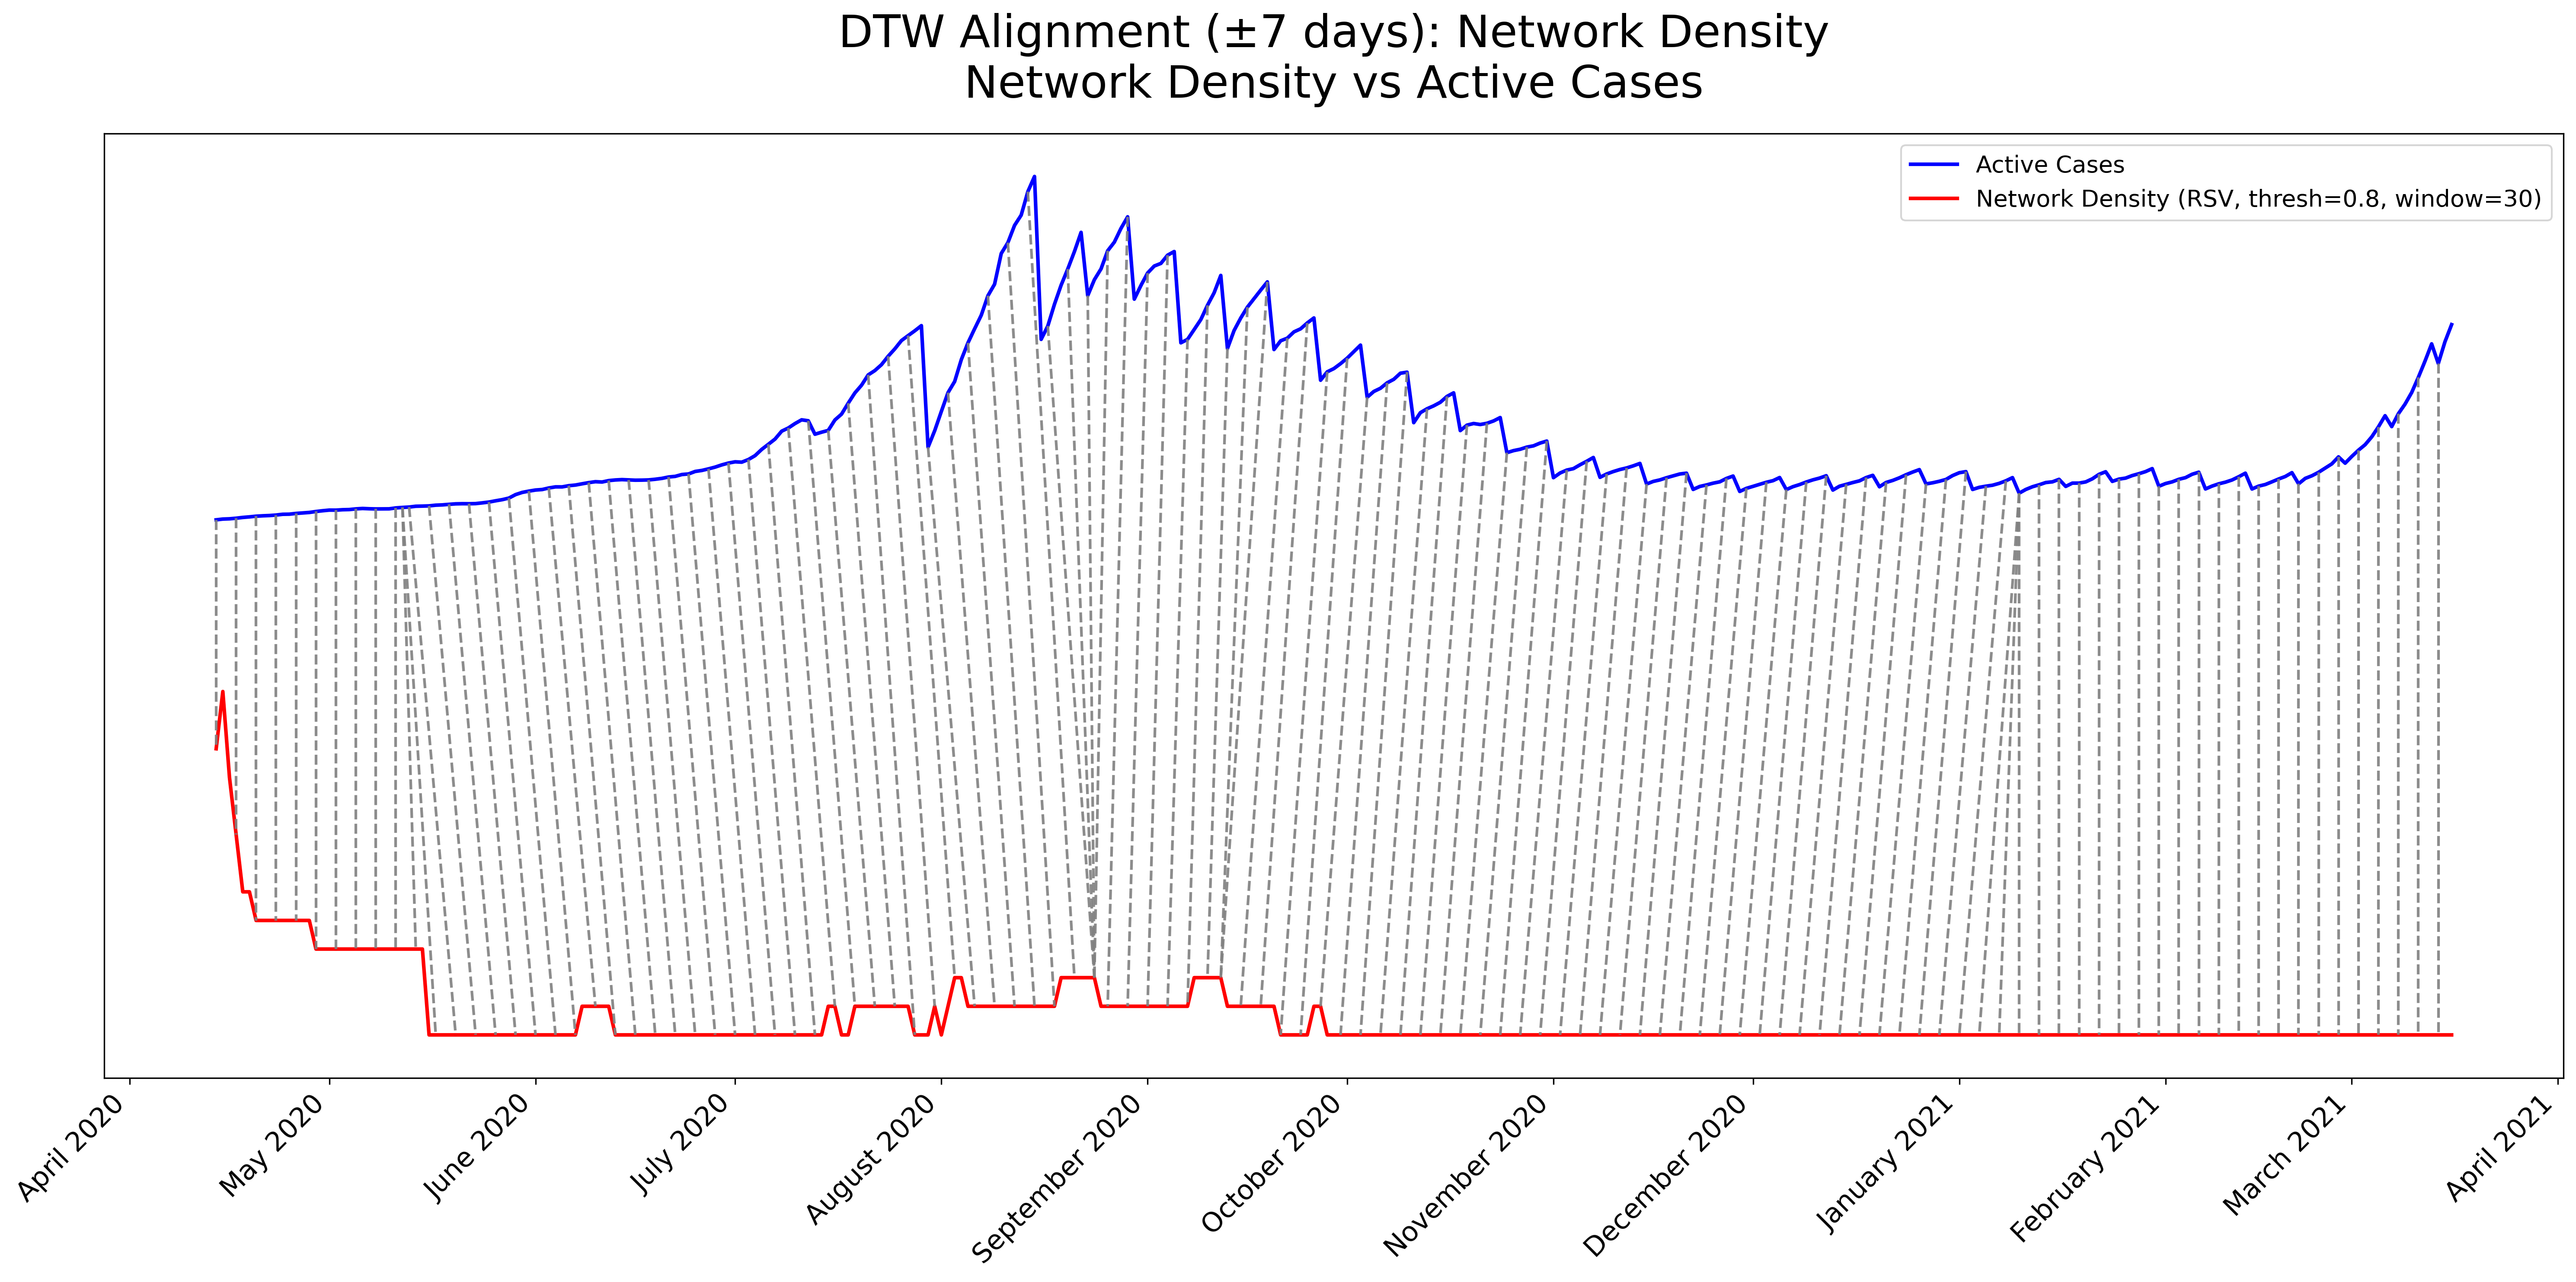 DTW Alignment (±7 days): Network Density
Network Density vs Active Cases
Active Cases
Network Density (RSV, thresh=0.8, window=30)
April 2020
May 2020
June 2020
July 2020
August 2020
September 2020
October 2020
November 2020
December 2020
January 2021
February 2021
March 2021
April 2021